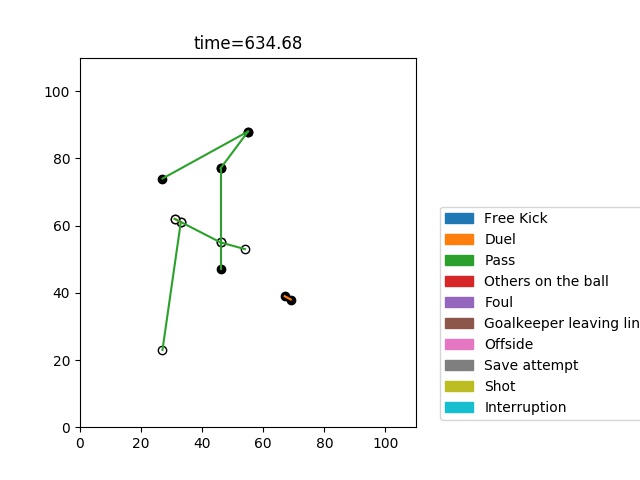 time=634.68
100
80
60
40
20
0
0 20 40 60 80 100
Free Kick
Duel
Pass
Others on the ball
Foul
Goalkeeper leaving lin
Offside
Save attempt
Shot
Interruption